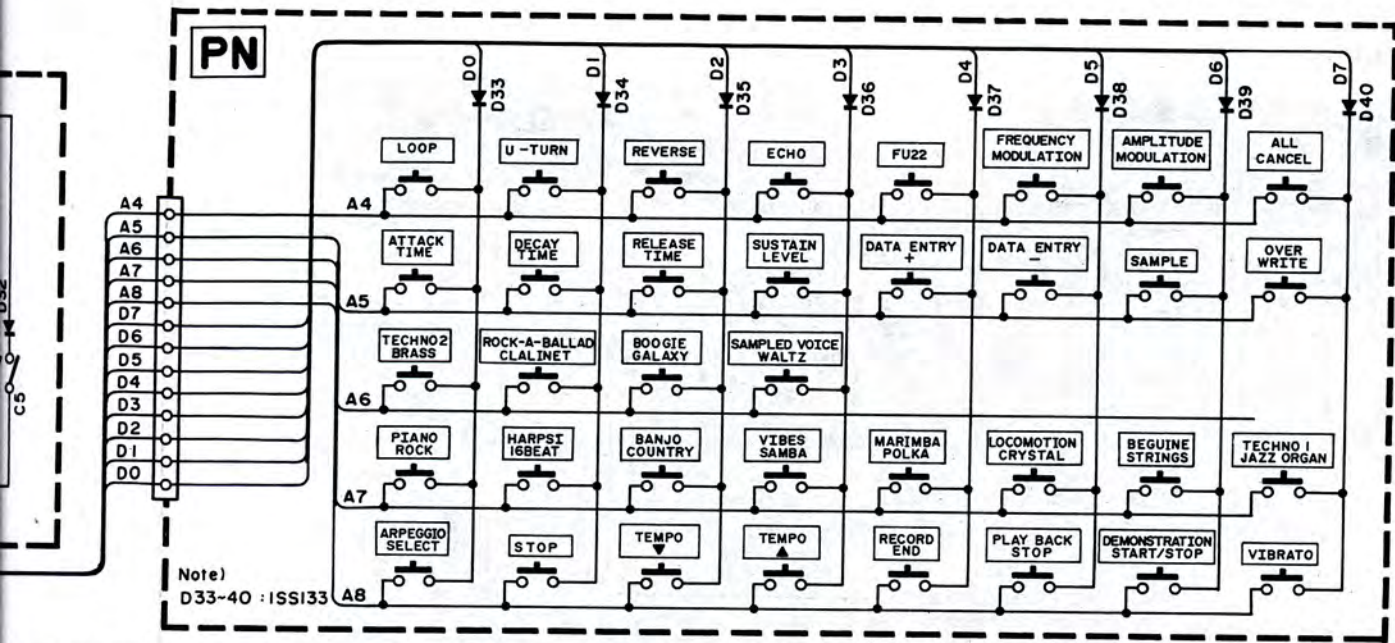 PN
D0
D33
D1
D34
D2
D35
D3
D36
D4
D37
D5
D38
D6
D39
D7
D40
LOOP
U-TURN
REVERSE
ECHO
FU22
FREQUENCY
MODULATION
AMPLITUDE
MODULATION
ALL
CANCEL
A4
A5
A6
A7
A8
D7
D6
D5
D4
D3
D2
D1
D0
A4
ATTACK
TIME
DECAY
TIME
RELEASE
TIME
SUSTAIN
LEVEL
DATA ENTRY
+
DATA ENTRY
-
SAMPLE
OVER
WRITE
A5
TECHNO2
BRASS
ROCK-A-BALLAD
CLALINET
BOOGIE
GALAXY
SAMPLED VOICE
WALTZ
A6
PIANO
ROCK
HARPSI
16BEAT
BANJO
COUNTRY
VIBES
SAMBA
MARIMBA
POLKA
LOCOMOTION
CRYSTAL
BEGUINE
STRINGS
TECHNO 1
JAZZ ORGAN
A7
ARPEGGIO
SELECT
STOP
TEMPO
▼
TEMPO
▲
RECORD
END
PLAY BACK
STOP
DEMONSTRATION
START/STOP
VIBRATO
A8
D32
C5
Note)
D33~40 : 1SS133